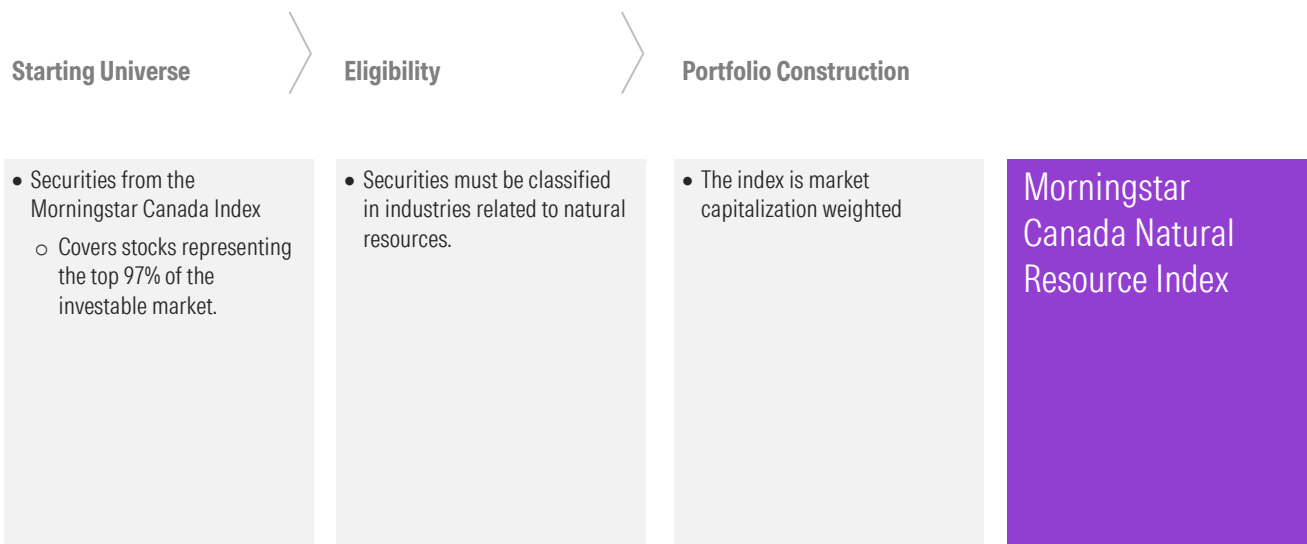 Starting Universe
Eligibility
Portfolio Construction
• Securities from the
Morningstar Canada Index
o Covers stocks representing
the top 97% of the
investable market.
• Securities must be classified
in industries related to natural
resources.
• The index is market
capitalization weighted
Morningstar
Canada Natural
Resource Index